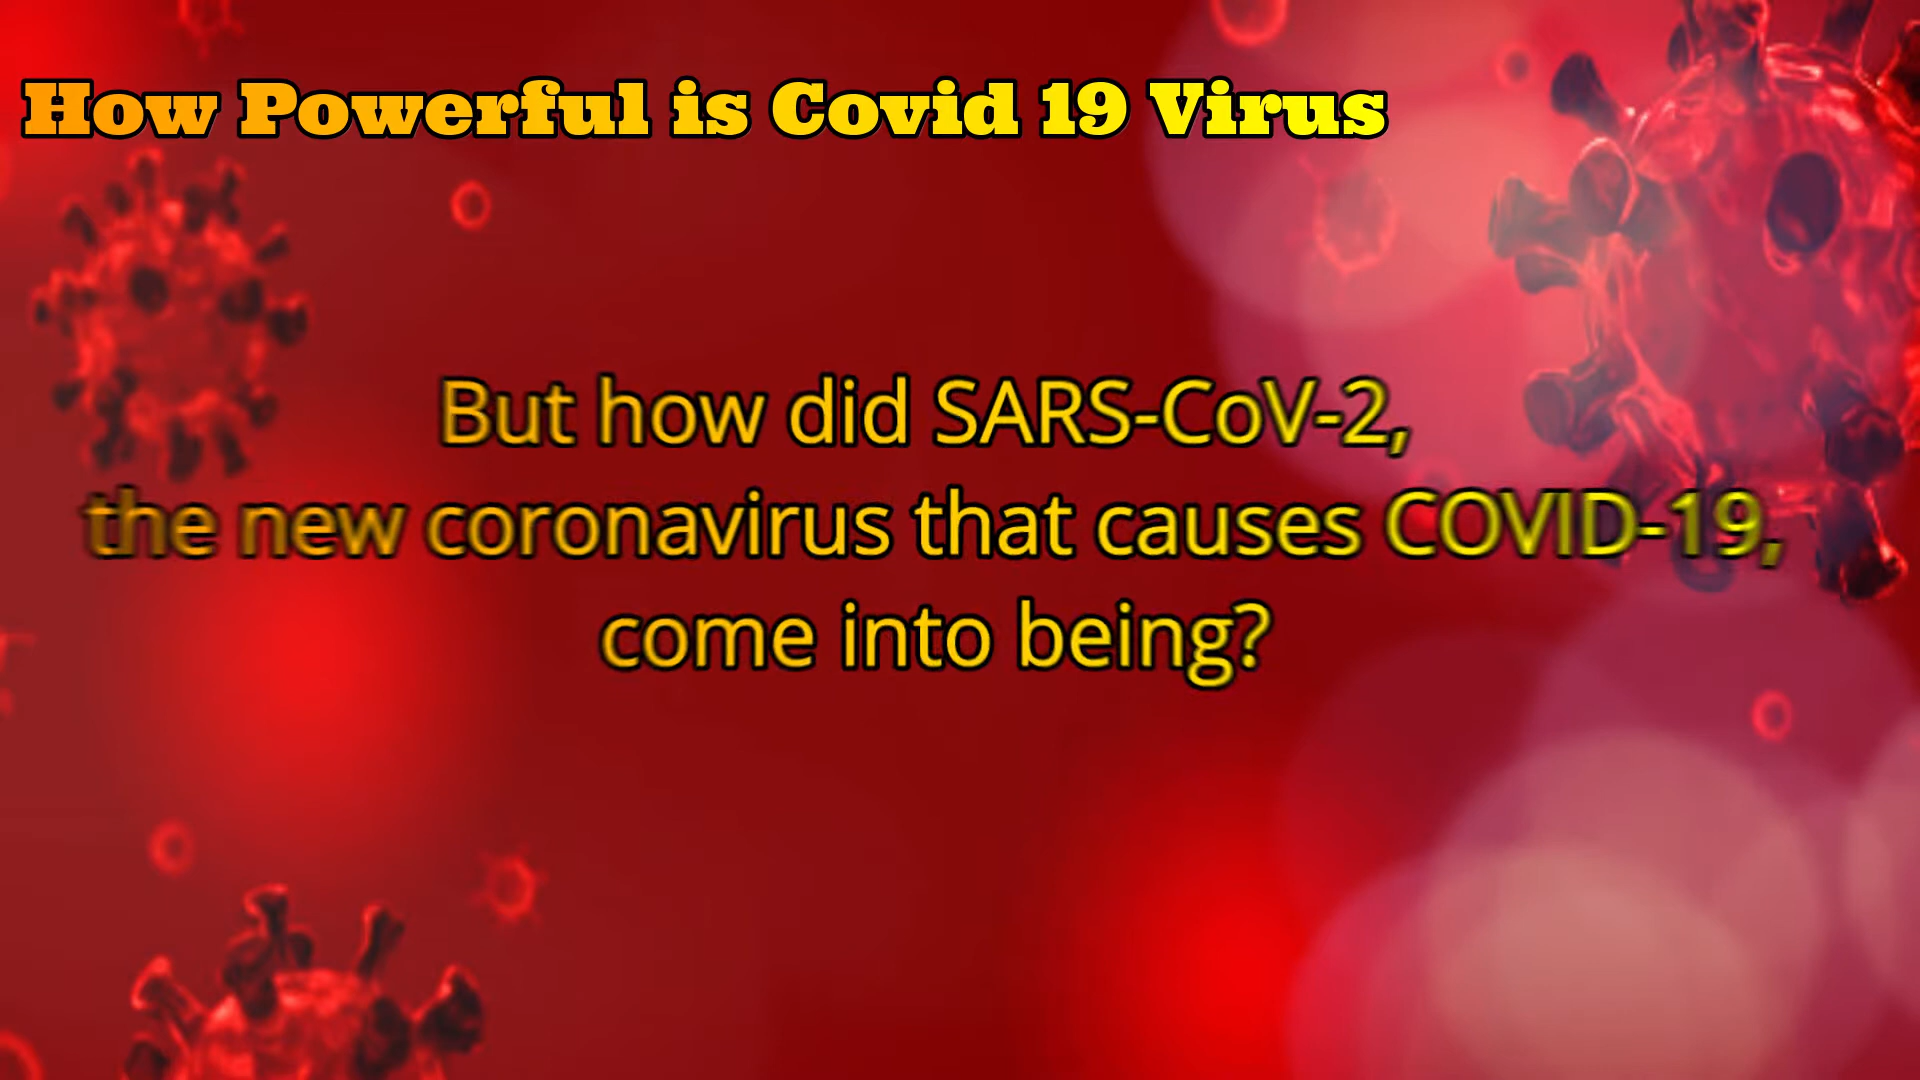 How Powerful is Covid 19 Virus
But how did SARS-CoV-2,
the new coronavirus that causes COVID-19,
come into being?